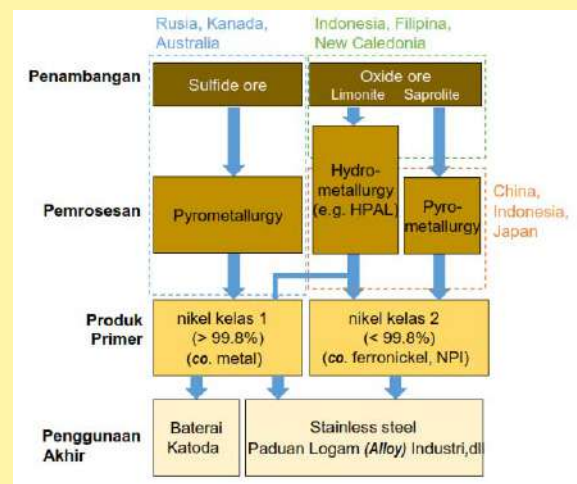 Rusia, Kanada,
Australia
Indonesia, Filipina,
New Caledonia
Penambangan
Sulfide ore
Oxide ore
Limonite Saprolite
Pemrosesan
Pyrometallurgy
Hydro-
metallurgy
(e.g. HPAL)
Pyro-
metallurgy
China,
Indonesia,
Japan
Produk
Primer
nikel kelas 1
(> 99.8%)
(co. metal)
nikel kelas 2
(< 99.8%)
(co. ferronickel, NPI)
Penggunaan
Akhir
Baterai
Katoda
Stainless steel
Paduan Logam (Alloy) Industri,dll